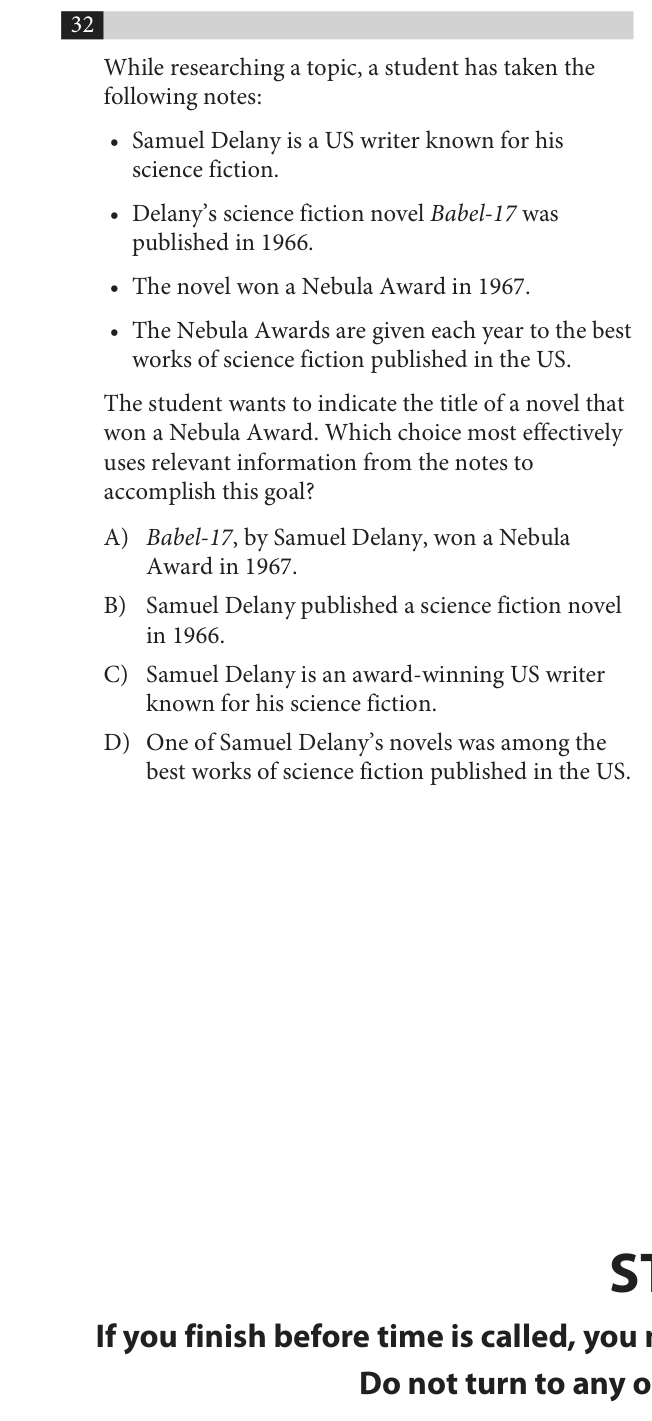 32
While researching a topic, a student has taken the
following notes:
• Samuel Delany is a US writer known for his
science fiction.
• Delany’s science fiction novel Babel-17 was
published in 1966.
• The novel won a Nebula Award in 1967.
• The Nebula Awards are given each year to the best
works of science fiction published in the US.
The student wants to indicate the title of a novel that
won a Nebula Award. Which choice most effectively
uses relevant information from the notes to
accomplish this goal?
A) Babel-17, by Samuel Delany, won a Nebula
Award in 1967.
B) Samuel Delany published a science fiction novel
in 1966.
C) Samuel Delany is an award-winning US writer
known for his science fiction.
D) One of Samuel Delany’s novels was among the
best works of science fiction published in the US.
If you finish before time is called, you
Do not turn to any